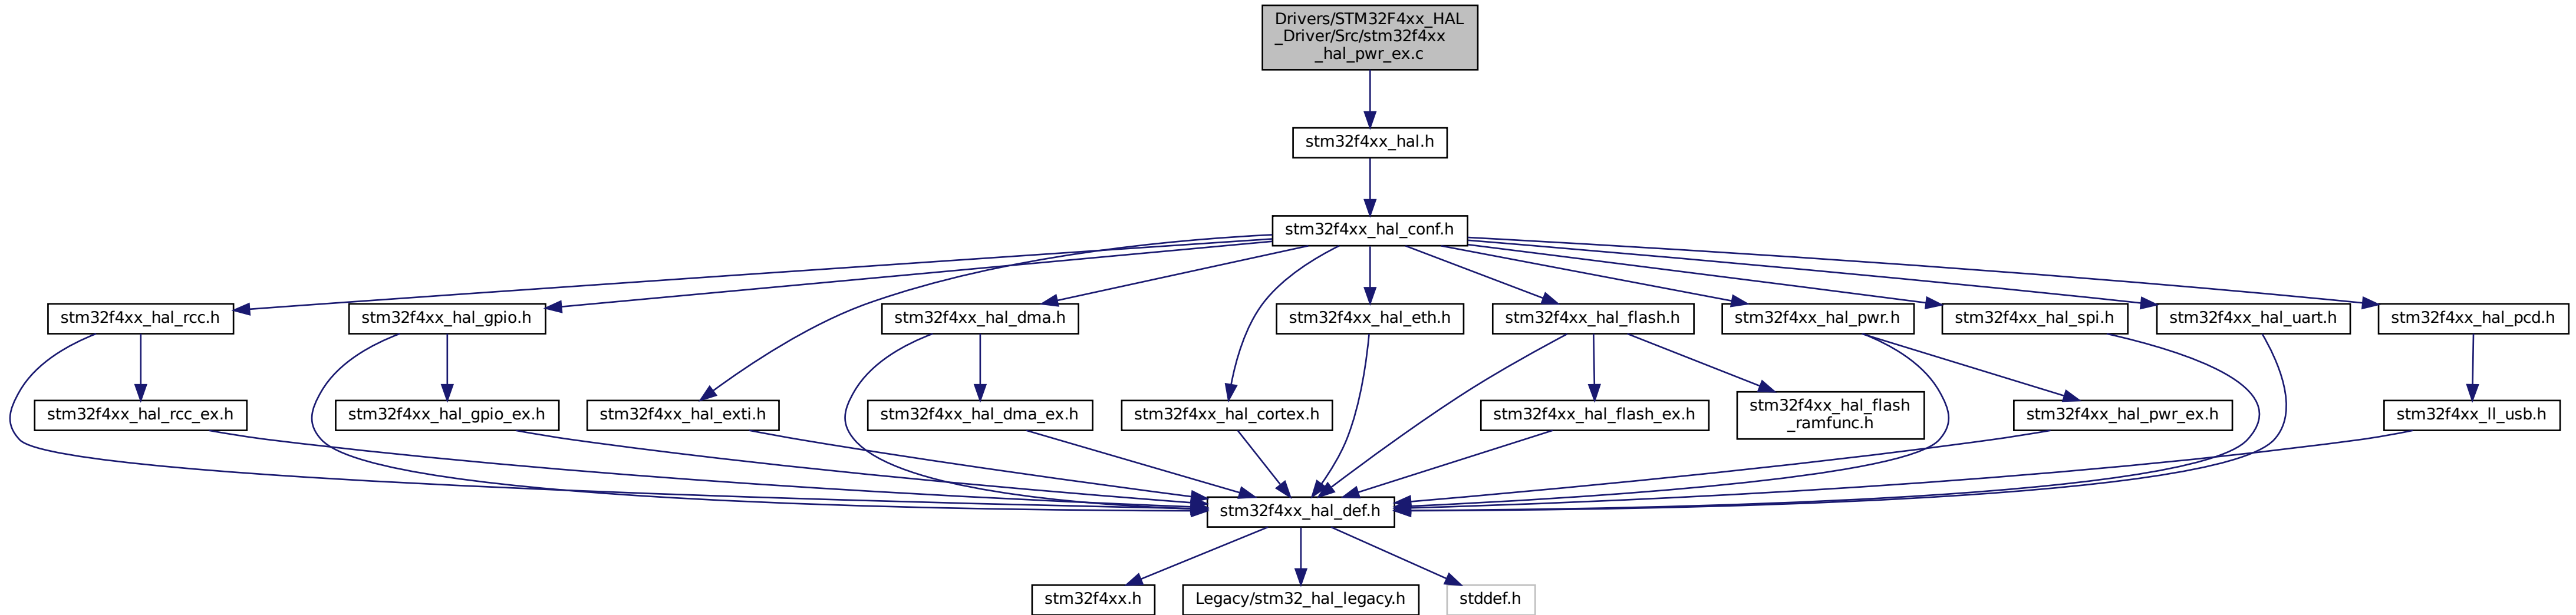 Drivers/STM32F4xx_HAL
_Driver/Src/stm32f4xx
_hal_pwr_ex.c
stm32f4xx_hal.h
stm32f4xx_hal_conf.h
stm32f4xx_hal_rcc.h
stm32f4xx_hal_gpio.h
stm32f4xx_hal_dma.h
stm32f4xx_hal_eth.h
stm32f4xx_hal_flash.h
stm32f4xx_hal_pwr.h
stm32f4xx_hal_spi.h
stm32f4xx_hal_uart.h
stm32f4xx_hal_pcd.h
stm32f4xx_hal_rcc_ex.h
stm32f4xx_hal_gpio_ex.h
stm32f4xx_hal_exti.h
stm32f4xx_hal_dma_ex.h
stm32f4xx_hal_cortex.h
stm32f4xx_hal_flash_ex.h
stm32f4xx_hal_flash
_ramfunc.h
stm32f4xx_hal_pwr_ex.h
stm32f4xx_ll_usb.h
stm32f4xx_hal_def.h
stm32f4xx.h
Legacy/stm32_hal_legacy.h
stddef.h